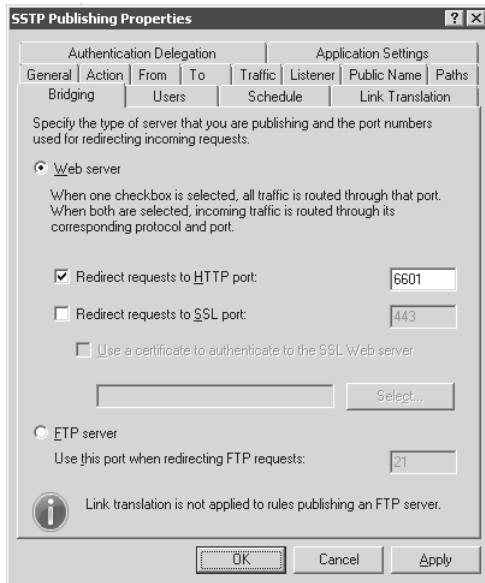 SSTP Publishing Properties
Authentication Delegation Application Settings
General Action From To Traffic Listener Public Name Paths
Bridging Users Schedule Link Translation
Specify the type of server that you are publishing and the port numbers
used for redirecting incoming requests.
Web server
When one checkbox is selected, all traffic is routed through that port.
When both are selected, incoming traffic is routed through its
corresponding protocol and port.
Redirect requests to HTTP port: 6601
Redirect requests to SSL port: 443
Use a certificate to authenticate to the SSL Web server
Select...
FTP server
Use this port when redirecting FTP requests: 21
Link translation is not applied to rules publishing an FTP server.
OK Cancel Apply